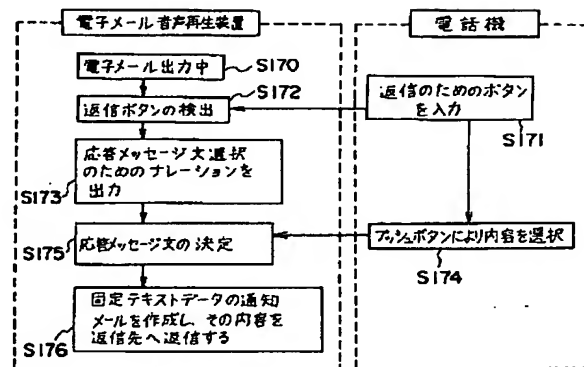 電子メール音声再生装置
電話機
電子メール出力中
S170
S172
返信ボタンの検出
返信のためのボタン
を入力
S171
応答メッセージ文選択
のためのナレーションを
出力
S173
応答メッセージ文の決定
S175
プッシュボタンにより内容を選択
S174
固定テキストデータの通知
メールを作成し、その内容を
返信先へ返信する
S176